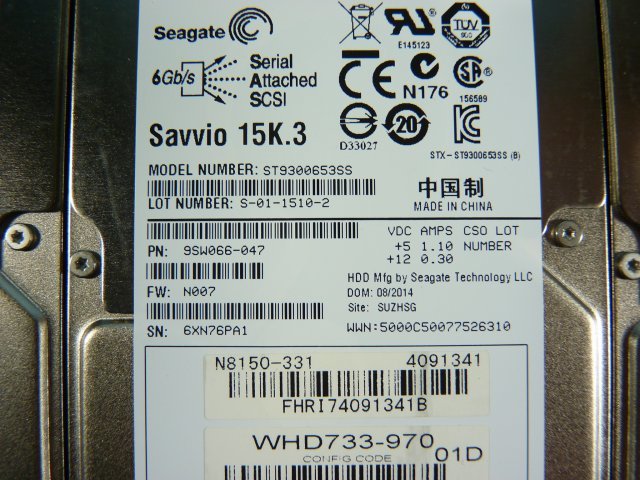 Seagate
6Gb/s
Serial
Attached
SCSI
Savvio 15K.3
E145123
TUV
N176
SA
156589
D33027
20
STX-ST9300653SS (B)
MODEL NUMBER: ST9300653SS
LOT NUMBER: S-01-1510-2
中国制
MADE IN CHINA
VDC AMPS CSO LOT
+5 1.10 NUMBER
+12 0.30
PN: 9SW066-047
FW: N007
SN: 6XN76PA1
HDD Mfg by Seagate Technology LLC
DOM: 08/2014
Site: SUZHSG
WWN:5000C50077526310
N8150-331 4091341
FHRI74091341B
WHD733-970 01D
CONFIG CODE